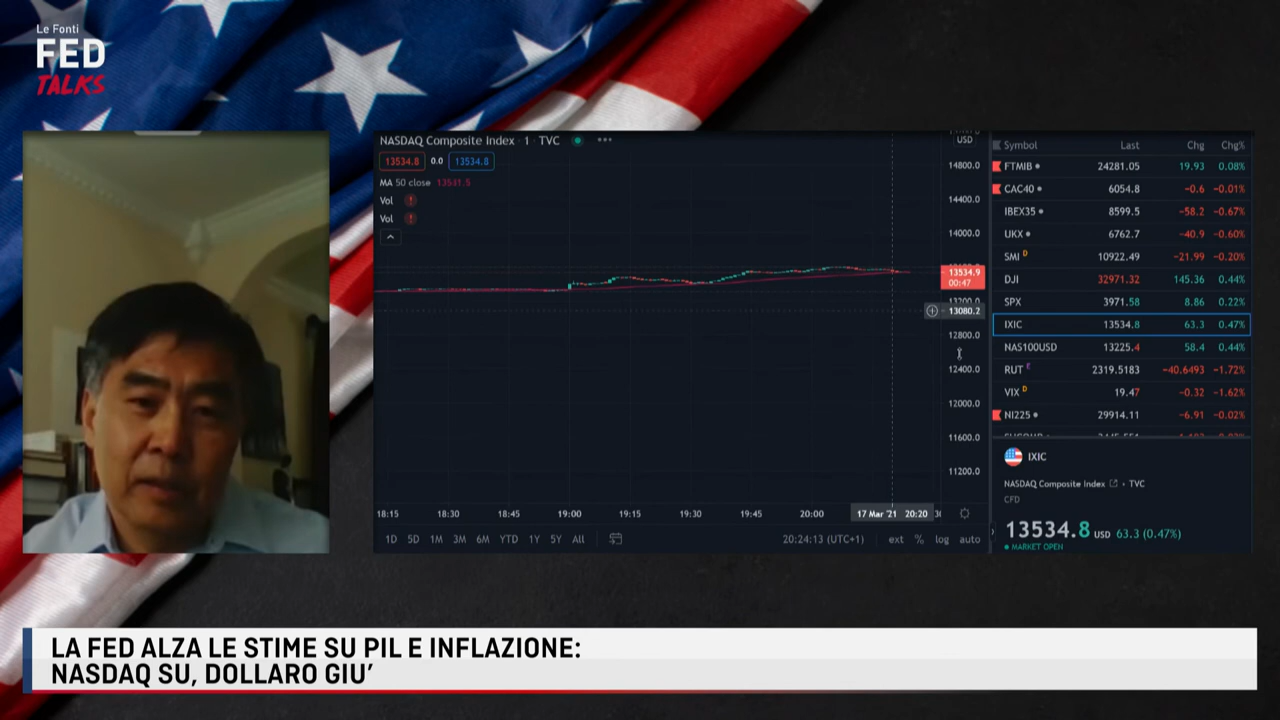 Le Fonti
FED
TALKS
NASDAQ Composite Index · 1 · TVC
13534.8 0.0 13534.8
MA 50 close 13531.5
Vol
Vol
USD
14800.0
14400.0
14000.0
13534.9
00:47
13200.0
13080.2
12800.0
12400.0
12000.0
11600.0
11200.0
18:15 18:30 18:45 19:00 19:15 19:30 19:45 20:00 17 Mar '21 20:20
1D 5D 1M 3M 6M YTD 1Y 5Y All 20:24:13 (UTC+1) ext % log auto
Symbol Last Chg Chg%
FTMIB 24281.05 19.93 0.08%
CAC40 6054.8 −0.6 −0.01%
IBEX35 8599.5 −58.2 −0.67%
UKX 6762.7 −40.9 −0.60%
SMI D 10922.49 −21.99 −0.20%
DJI 32971.32 145.36 0.44%
SPX 3971.58 8.86 0.22%
IXIC 13534.8 63.3 0.47%
NAS100USD 13225.4 58.4 0.44%
RUT E 2319.5183 −40.6493 −1.72%
VIX D 19.47 −0.32 −1.62%
NI225 29914.11 −6.91 −0.02%
IXIC
NASDAQ Composite Index · TVC
CFD
13534.8 USD 63.3 (0.47%)
MARKET OPEN
LA FED ALZA LE STIME SU PIL E INFLAZIONE:
NASDAQ SU, DOLLARO GIU'